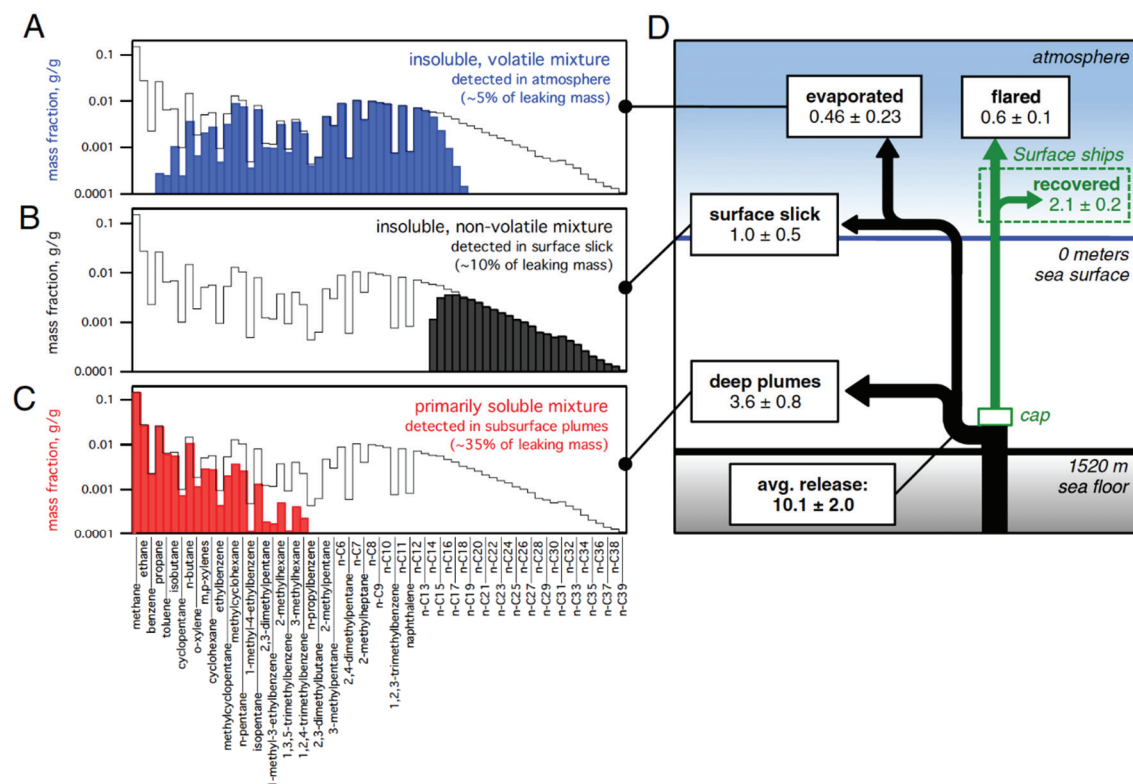 A
mass fraction, g/g
0.1
0.01
0.001
0.0001
insoluble, volatile mixture
detected in atmosphere
(~5% of leaking mass)
B
mass fraction, g/g
0.1
0.01
0.001
0.0001
insoluble, non-volatile mixture
detected in surface slick
(~10% of leaking mass)
C
mass fraction, g/g
0.1
0.01
0.001
0.0001
primarily soluble mixture
detected in subsurface plumes
(~35% of leaking mass)
methane
ethane
benzene
propane
toluene
isobutane
cyclopentane
n-butane
o-xylene
m,p-xylenes
cyclohexane
ethylbenzene
methylcyclopentane
methylcyclohexane
n-pentane
1-methyl-4-ethylbenzene
isopentane
2,3-dimethylpentane
1-methyl-3-ethylbenzene
2-methylhexane
1,3,5-trimethylbenzene
3-methylhexane
1,2,4-trimethylbenzene
n-propylbenzene
2,3-dimethylbutane
2-methylpentane
3-methylpentane
n-C6
2,4-dimethylpentane
n-C7
2-methylheptane
n-C8
n-C9
n-C10
1,2,3-trimethylbenzene
n-C11
naphthalene
n-C12
n-C13
n-C14
n-C15
n-C16
n-C17
n-C18
n-C19
n-C20
n-C21
n-C22
n-C23
n-C24
n-C25
n-C26
n-C27
n-C28
n-C29
n-C30
n-C31
n-C32
n-C33
n-C34
n-C35
n-C36
n-C37
n-C38
n-C39
D
atmosphere
evaporated
0.46 ± 0.23
flared
0.6 ± 0.1
Surface ships
recovered
2.1 ± 0.2
surface slick
1.0 ± 0.5
0 meters
sea surface
deep plumes
3.6 ± 0.8
cap
avg. release:
10.1 ± 2.0
1520 m
sea floor